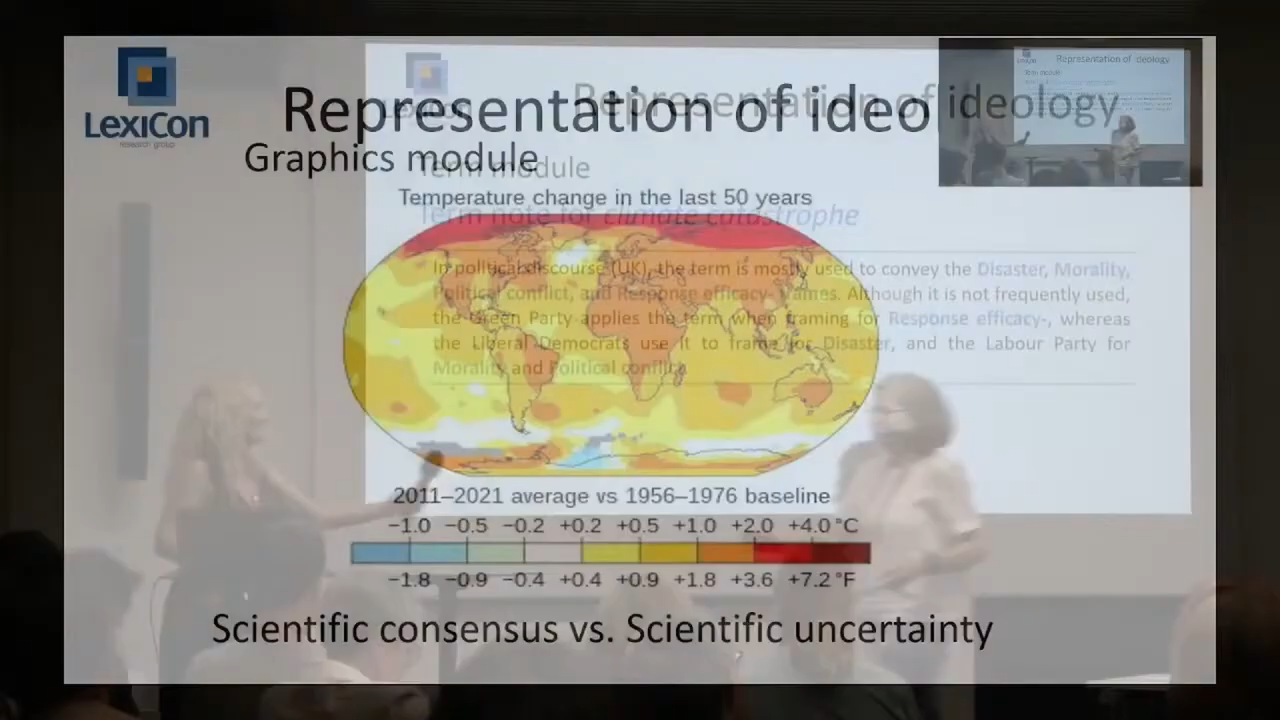 LexiCon
research group
Representation of ideo
Graphics module
Temperature change in the last 50 years
2011–2021 average vs 1956–1976 baseline
−1.0 −0.5 −0.2 +0.2 +0.5 +1.0 +2.0 +4.0 °C
−1.8 −0.9 −0.4 +0.4 +0.9 +1.8 +3.6 +7.2 °F
Scientific consensus vs. Scientific uncertainty
Representation of ideology
Term module
Term note for climate catastrophe
In political discourse (UK), the term is mostly used to convey the Disaster, Morality,
Political conflict, and Response efficacy- frames. Although it is not frequently used,
the Green Party applies the term when framing for Response efficacy-, whereas
the Liberal Democrats use it to frame for Disaster, and the Labour Party for
Morality and Political conflict.
Representation of ideology